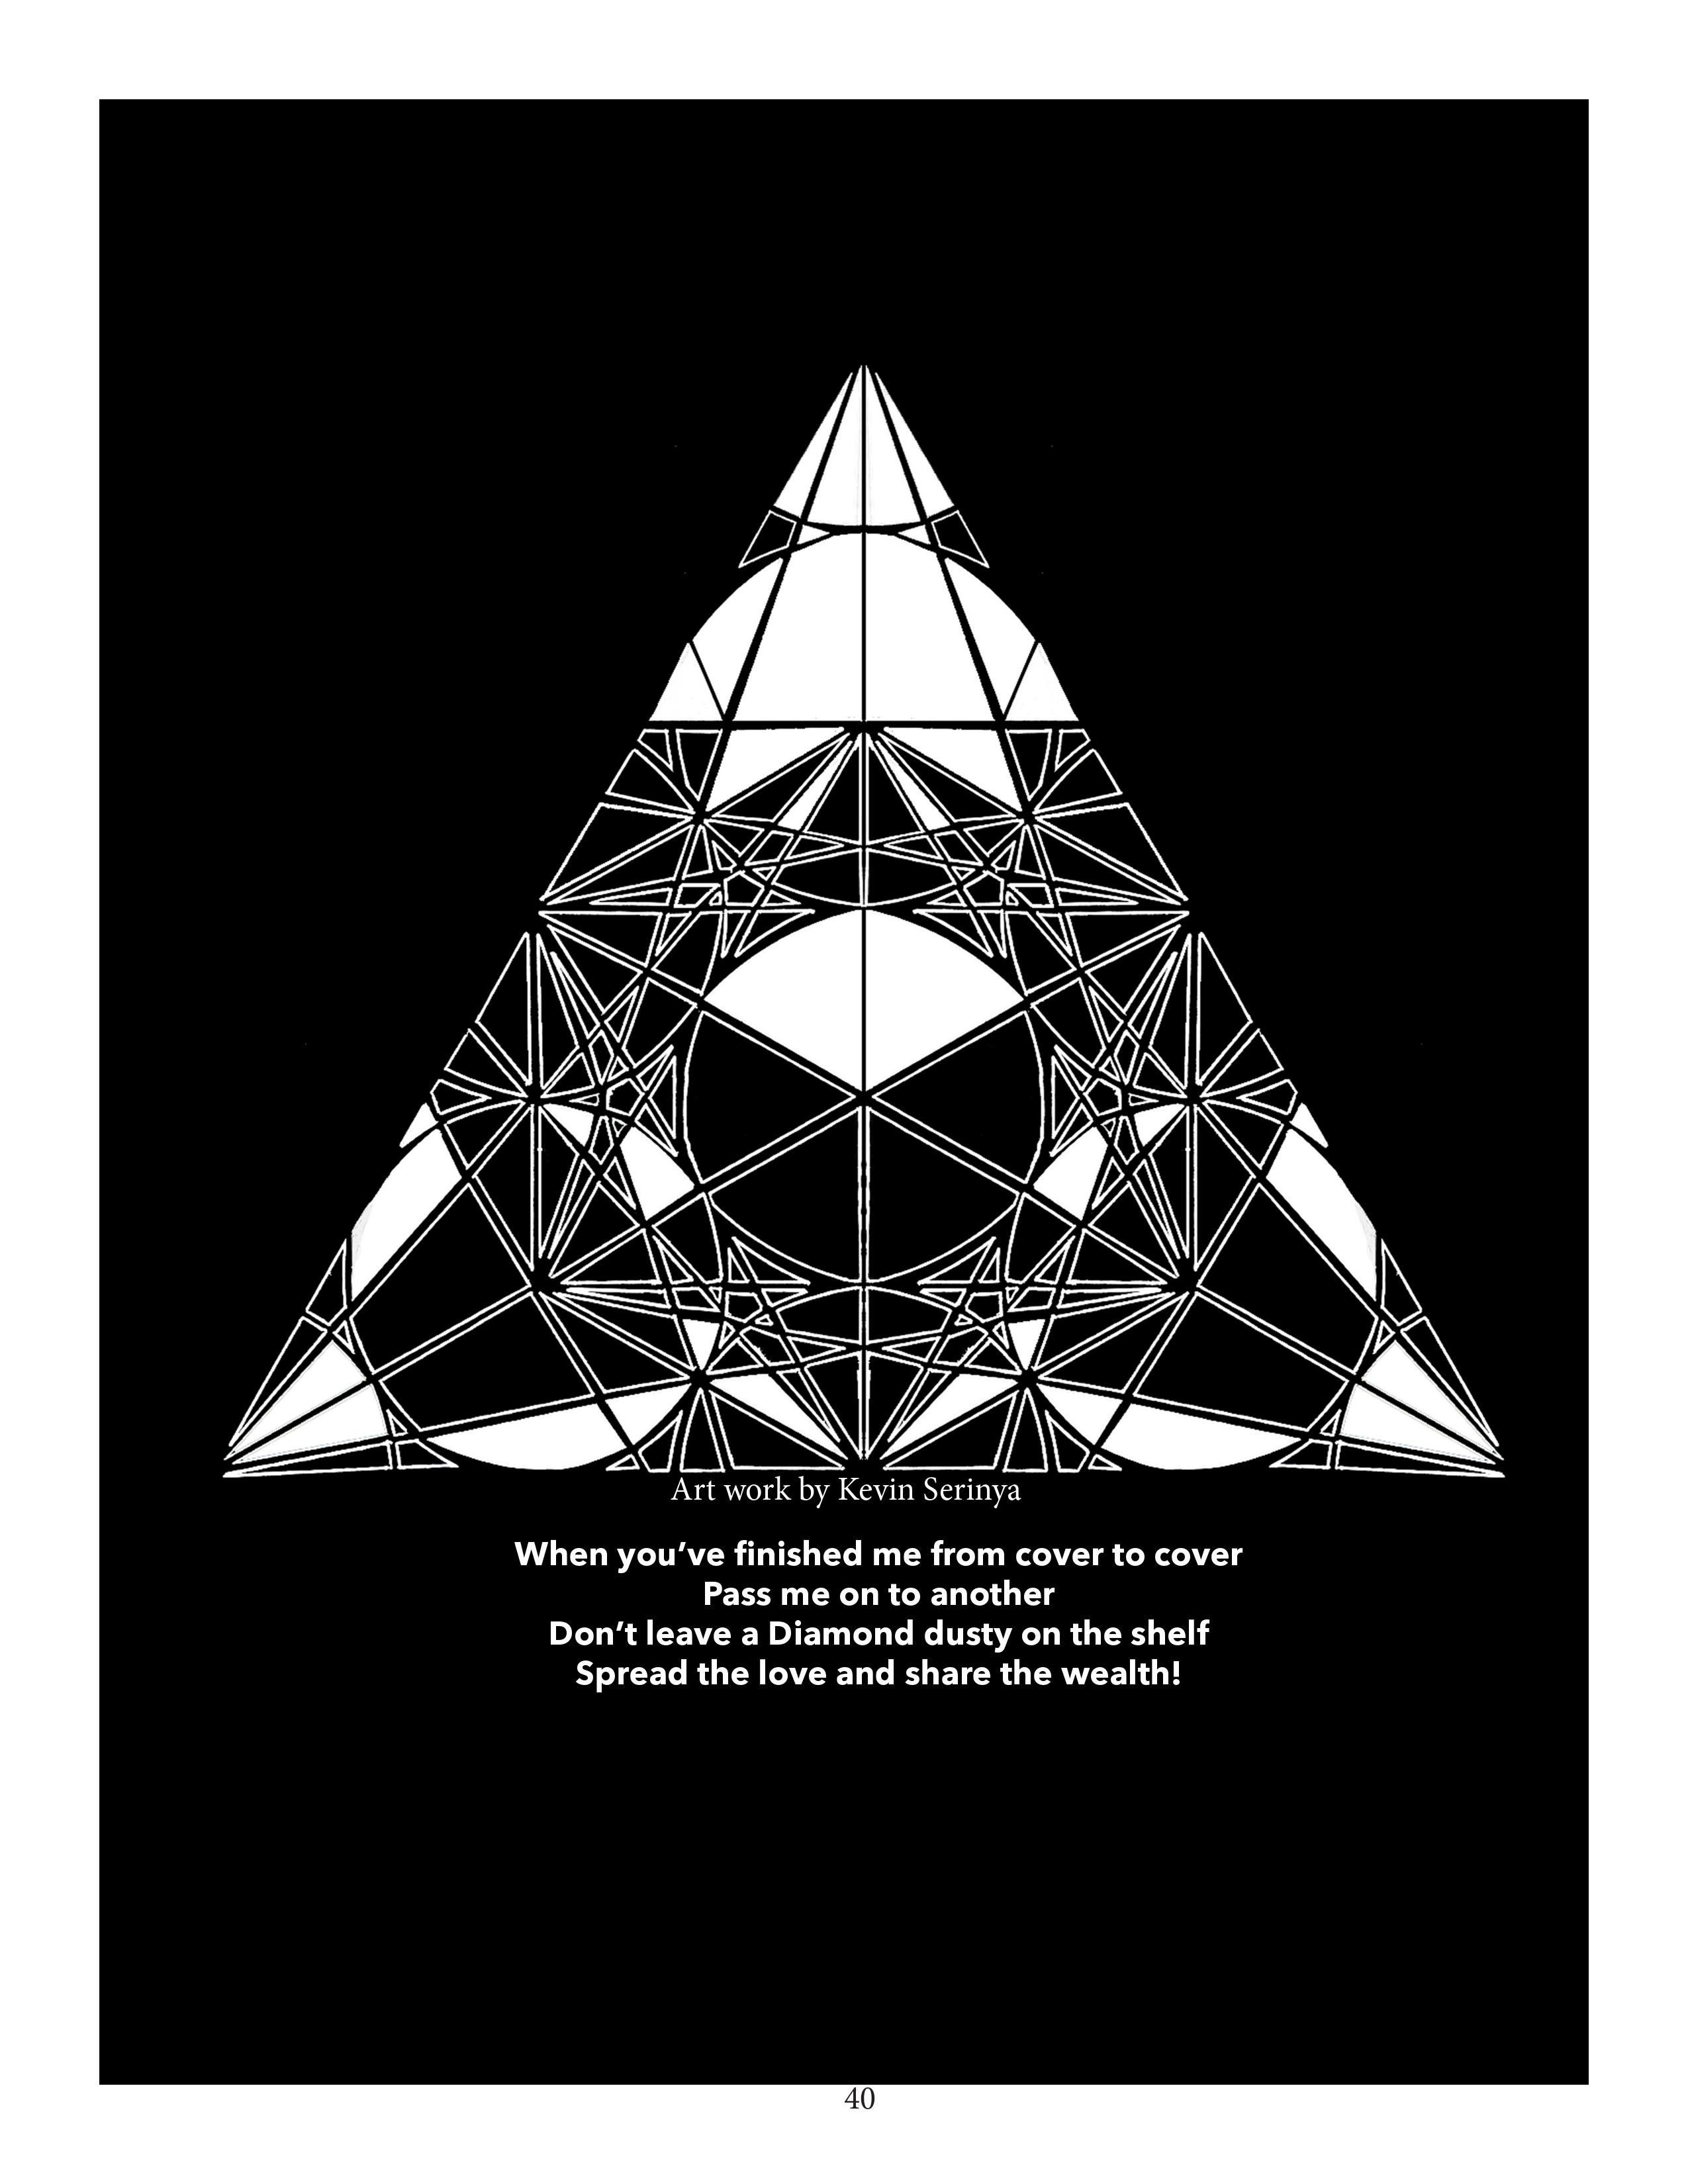 Art work by Kevin Serinya
When you’ve finished me from cover to cover
Pass me on to another
Don’t leave a Diamond dusty on the shelf
Spread the love and share the wealth!
40